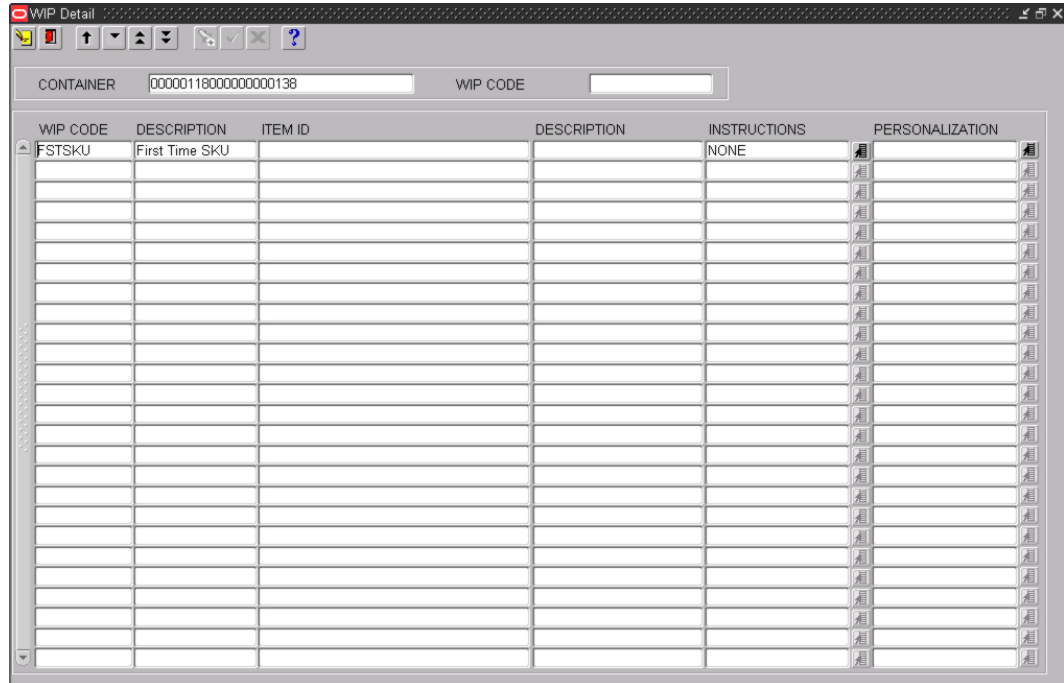 WIP Detail
?
CONTAINER 00000118000000000138 WIP CODE
WIP CODE DESCRIPTION ITEM ID DESCRIPTION INSTRUCTIONS PERSONALIZATION
FSTSKU First Time SKU NONE